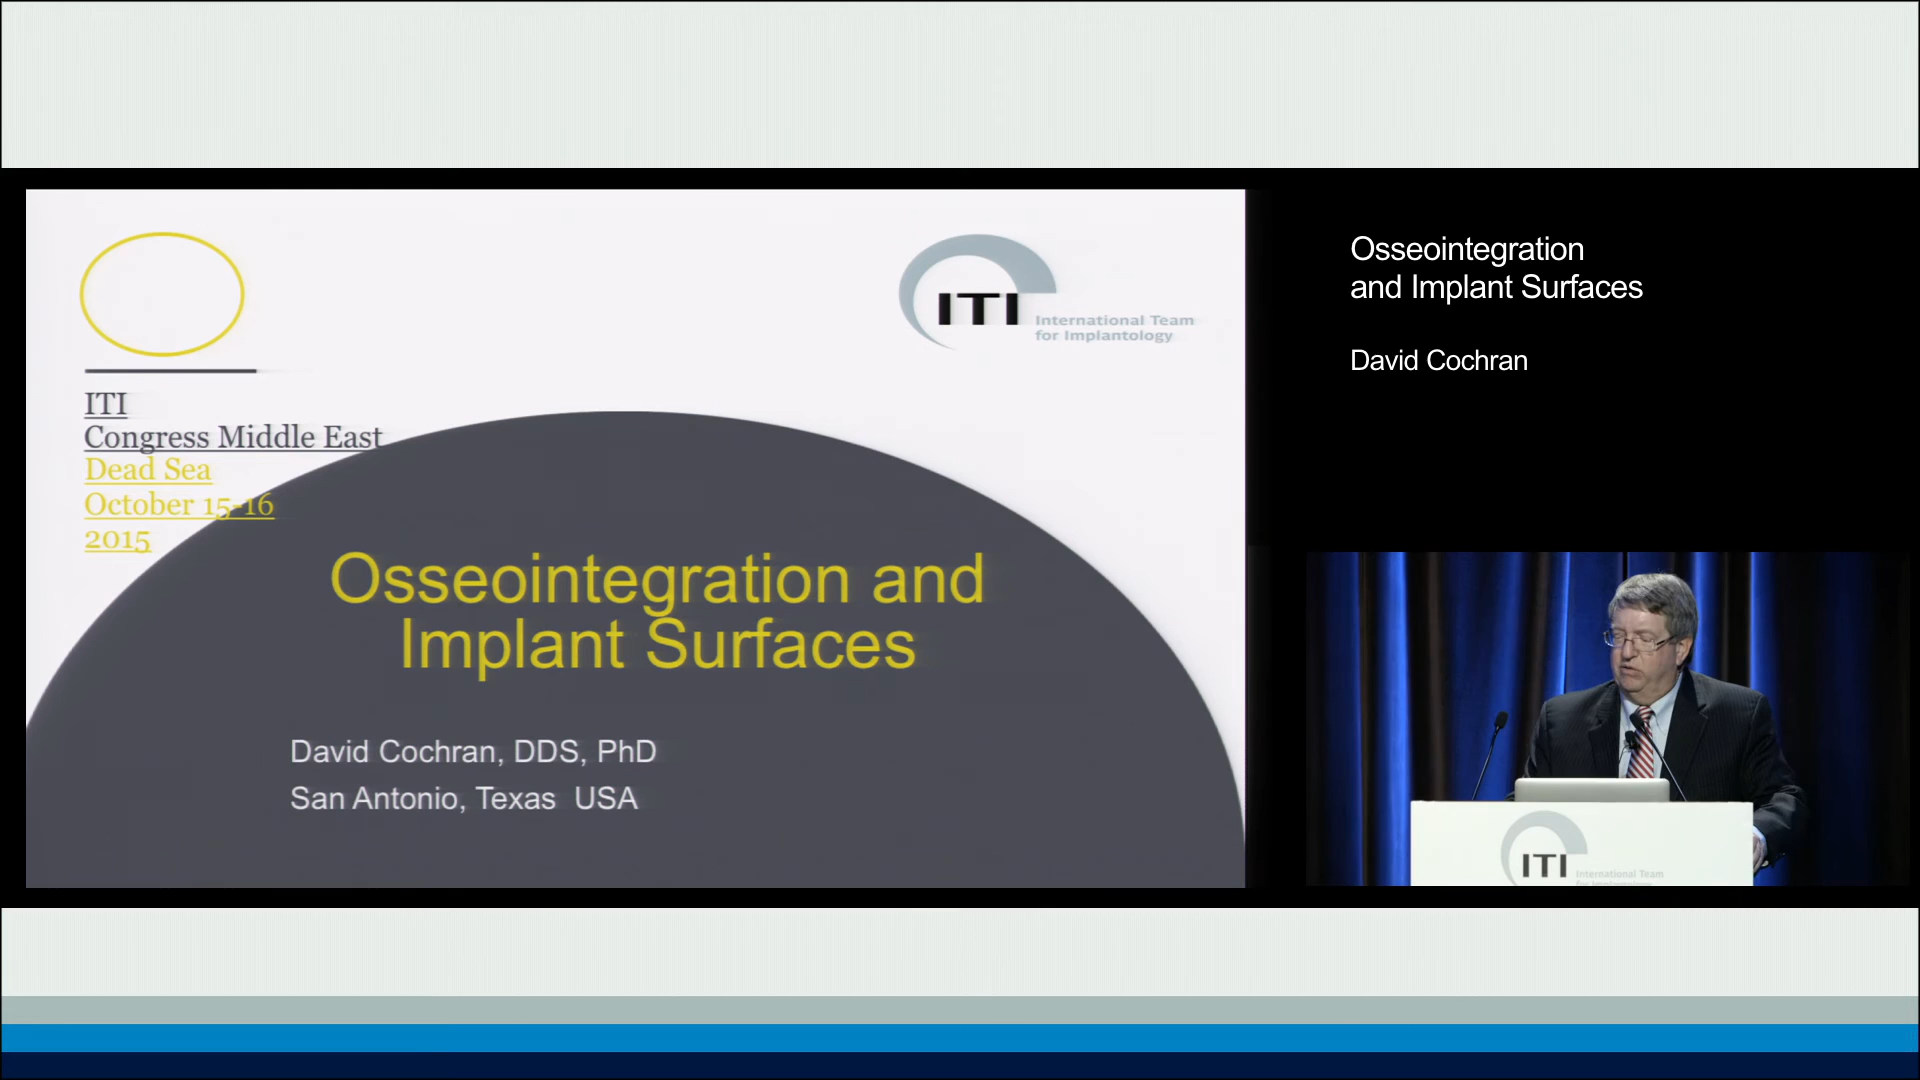 ITI
International Team
for Implantology
ITI
Congress Middle East
Dead Sea
October 15-16
2015
Osseointegration and
Implant Surfaces
David Cochran, DDS, PhD
San Antonio, Texas USA
Osseointegration
and Implant Surfaces
David Cochran
ITI
International Team